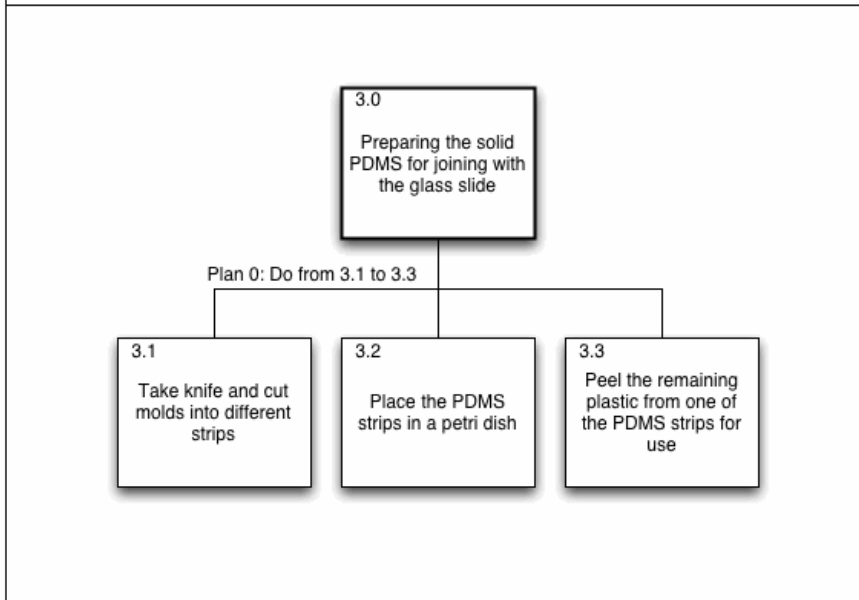 3.0
Preparing the solid
PDMS for joining with
the glass slide
Plan 0: Do from 3.1 to 3.3
3.1
Take knife and cut
molds into different
strips
3.2
Place the PDMS
strips in a petri dish
3.3
Peel the remaining
plastic from one of
the PDMS strips for
use